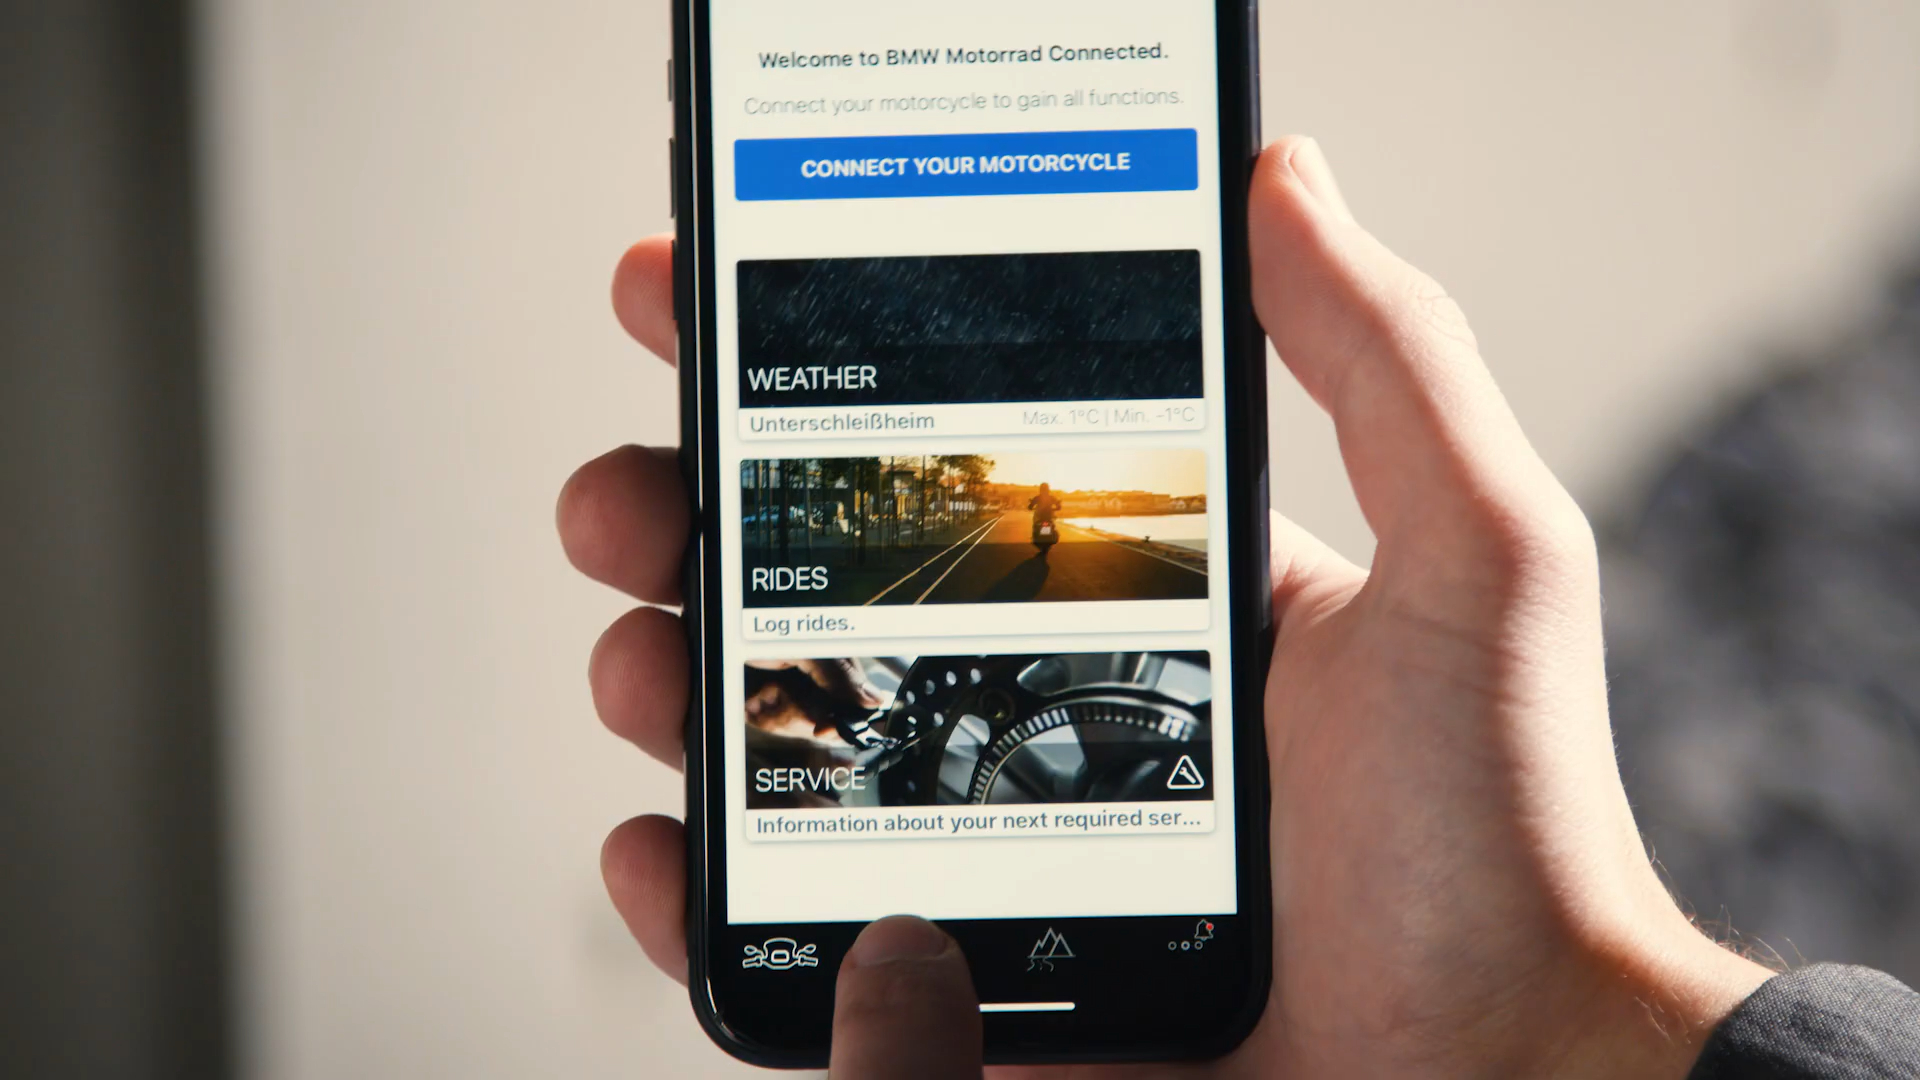 Welcome to BMW Motorrad Connected.
Connect your motorcycle to gain all functions.
CONNECT YOUR MOTORCYCLE
WEATHER
Unterschleißheim Max. 1°C | Min. -1°C
RIDES
Log rides.
SERVICE
Information about your next required ser...